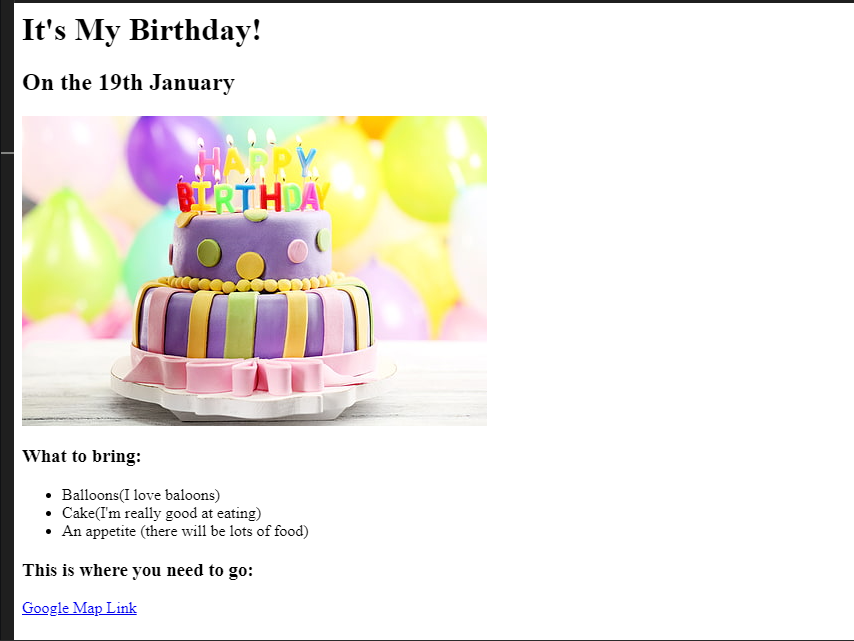 It's My Birthday!
On the 19th January
HAPPY
BIRTHDAY
What to bring:
Balloons(I love baloons)
Cake(I'm really good at eating)
An appetite (there will be lots of food)
This is where you need to go:
Google Map Link